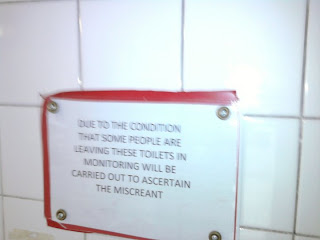 DUE TO THE CONDITION
THAT SOME PEOPLE ARE
LEAVING THESE TOILETS IN
MONITORING WILL BE
CARRIED OUT TO ASCERTAIN
THE MISCREANT